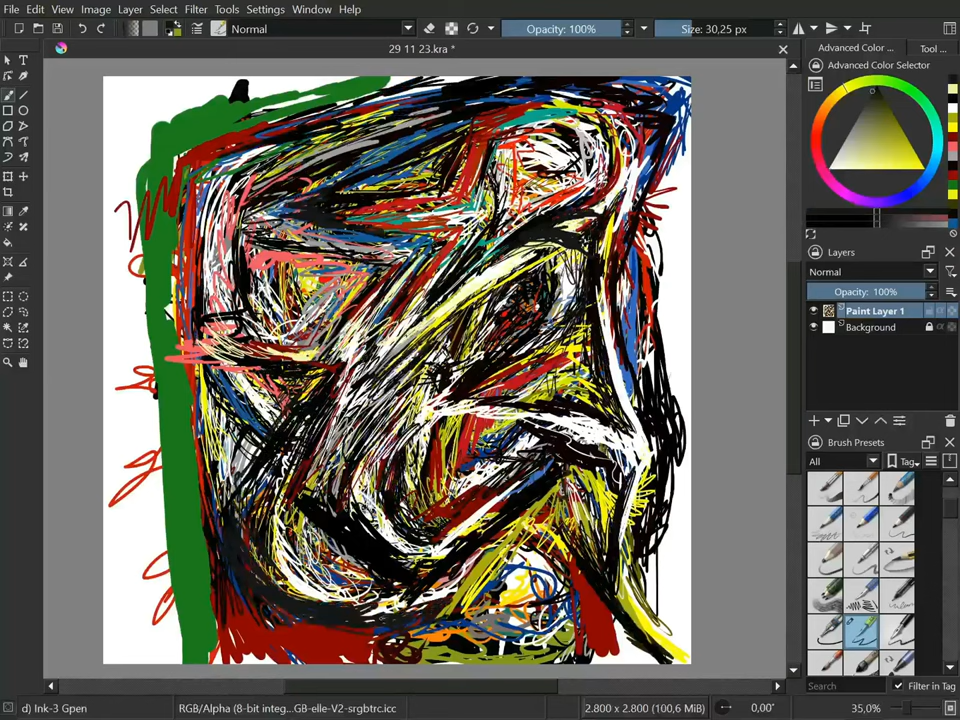 File Edit View Image Layer Select Filter Tools Settings Window Help
Normal Opacity: 100% Size: 30,25 px
29 11 23.kra *
Advanced Color ... Tool ...
Advanced Color Selector
Layers
Normal
Opacity: 100%
Paint Layer 1
Background
Brush Presets
All Tag
Search Filter in Tag
d) Ink-3 Gpen RGB/Alpha (8-bit integ...GB-elle-V2-srgbtrc.icc 2.800 x 2.800 (100,6 MiB) 0,00° 35,0%